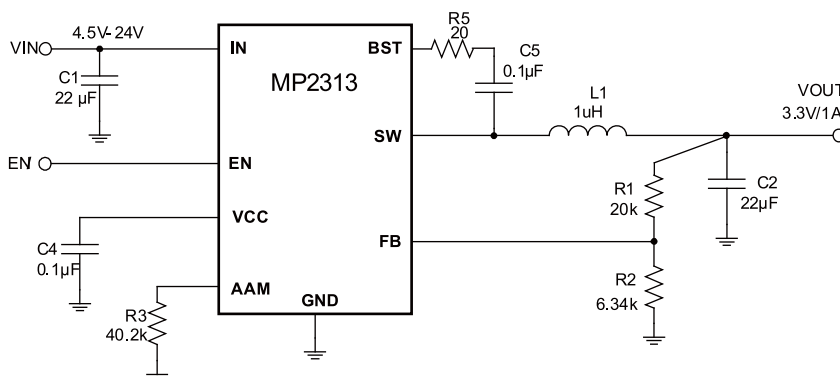 VIN
4.5V-24V
C1
22 µF
EN
VCC
C4
0.1µF
R3
40.2k
IN
EN
AAM
MP2313
BST
SW
FB
GND
R5
20
C5
0.1µF
L1
1uH
VOUT
3.3V/1A
R1
20k
C2
22µF
R2
6.34k